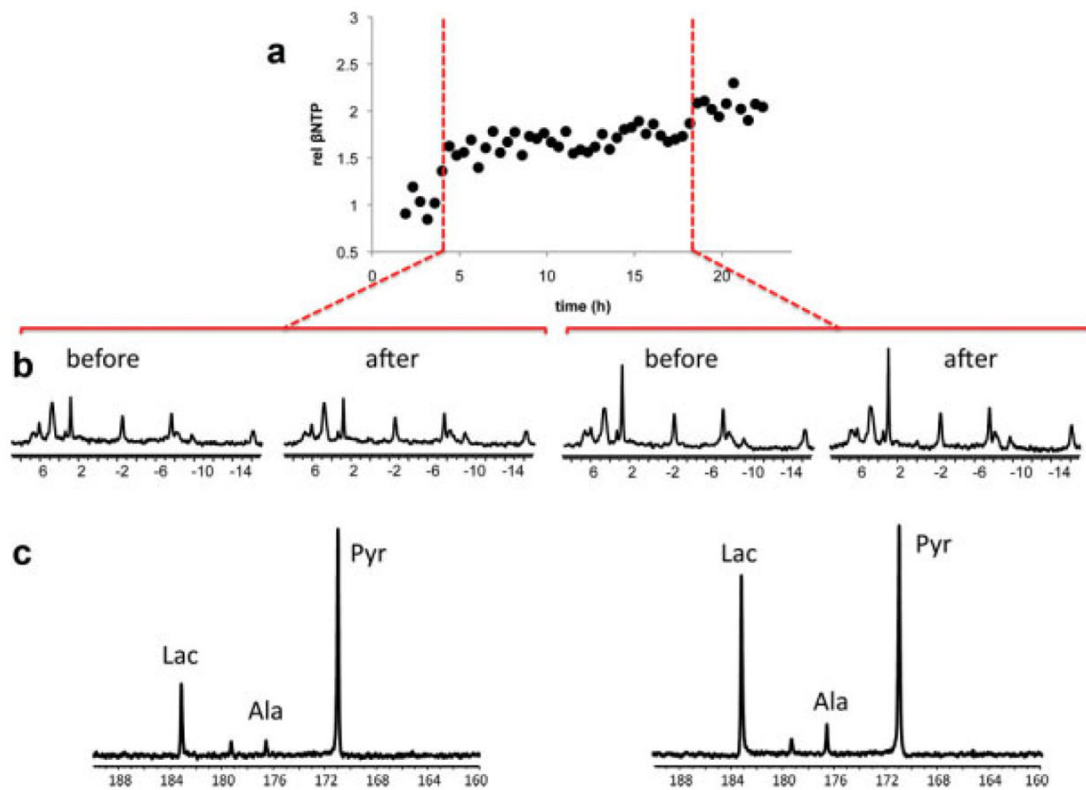 a
3
2.5
2
1.5
1
0.5
rel βNTP
0 5 10 15 20
time (h)
b
before after before after
6 2 -2 -6 -10 -14 6 2 -2 -6 -10 -14 6 2 -2 -6 -10 -14 6 2 -2 -6 -10 -14
c
Lac Ala Pyr Lac Ala Pyr
188 184 180 176 172 168 164 160 188 184 180 176 172 168 164 160